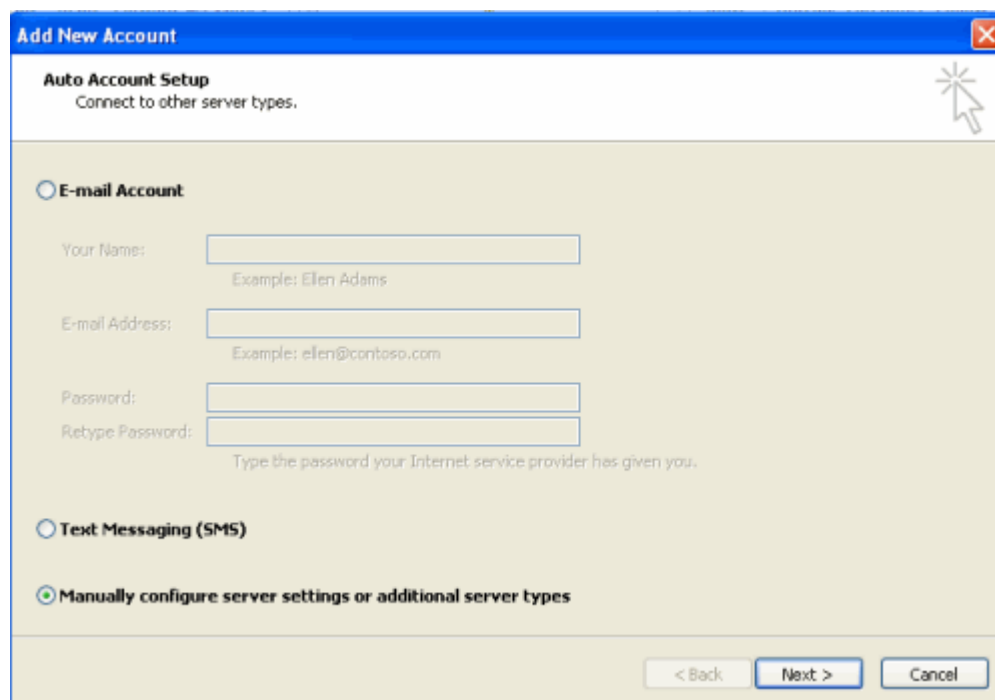 Add New Account
Auto Account Setup
Connect to other server types.
E-mail Account
Your Name:
Example: Ellen Adams
E-mail Address:
Example: ellen@contoso.com
Password:
Retype Password:
Type the password your Internet service provider has given you.
Text Messaging (SMS)
Manually configure server settings or additional server types
< Back Next > Cancel